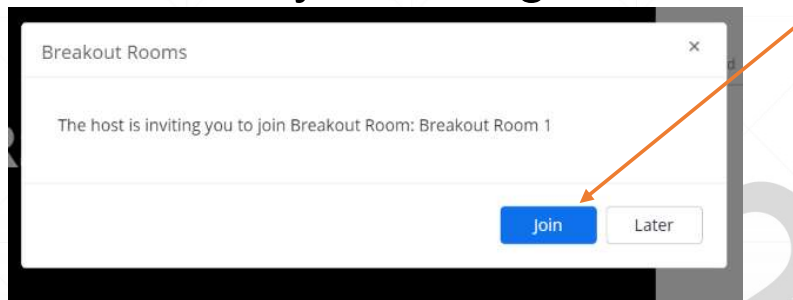 Breakout Rooms ×
The host is inviting you to join Breakout Room: Breakout Room 1
Join Later